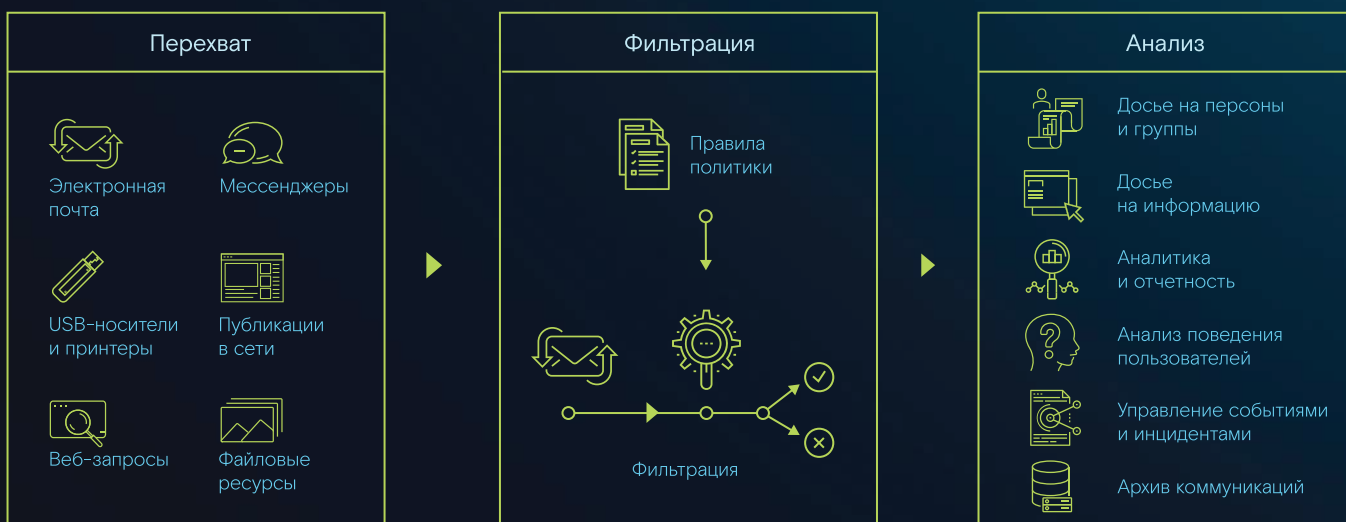 Перехват
Электронная
почта
Мессенджеры
USB-носители
и принтеры
Публикации
в сети
Веб-запросы
Файловые
ресурсы
Фильтрация
Правила
политики
Фильтрация
Анализ
Досье на персоны
и группы
Досье
на информацию
Аналитика
и отчетность
Анализ поведения
пользователей
Управление событиями
и инцидентами
Архив коммуникаций